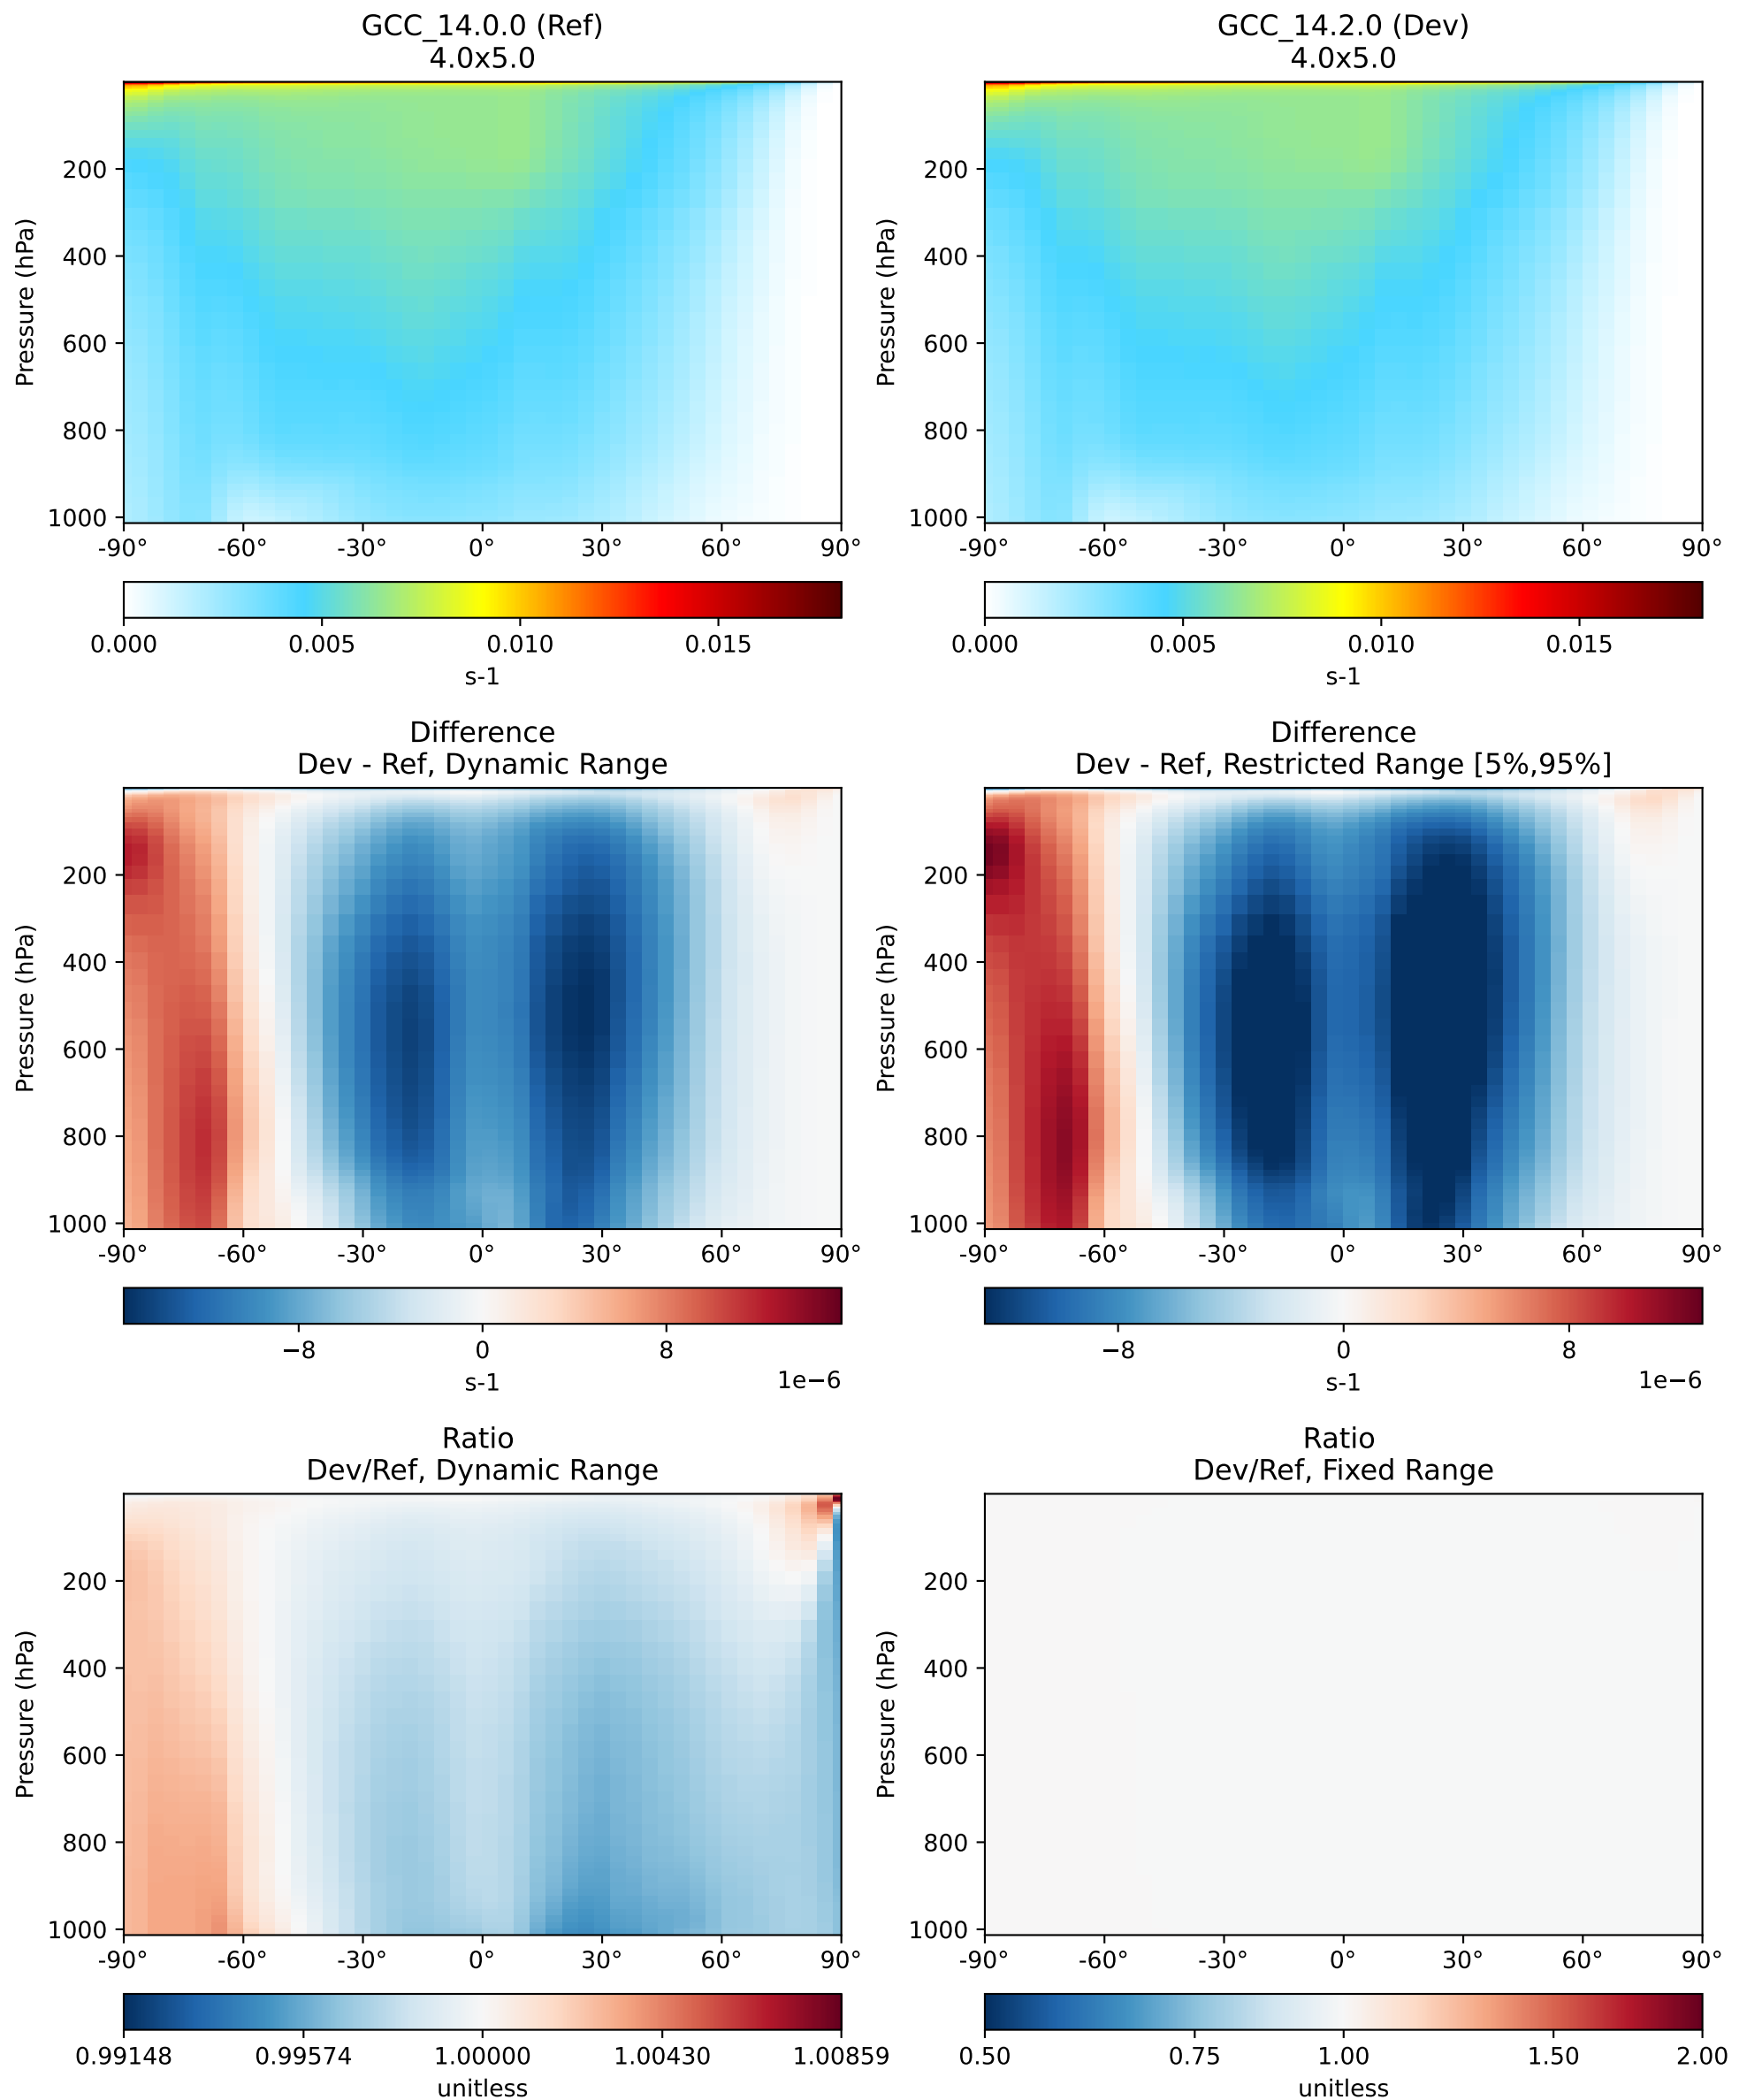 GCC_14.0.0 (Ref)
4.0x5.0
Pressure (hPa)
200
400
600
800
1000
-90° -60° -30° 0° 30° 60° 90°
0.000 0.005 0.010 0.015
s-1
GCC_14.2.0 (Dev)
4.0x5.0
Pressure (hPa)
200
400
600
800
1000
-90° -60° -30° 0° 30° 60° 90°
0.000 0.005 0.010 0.015
s-1
Difference
Dev - Ref, Dynamic Range
Pressure (hPa)
200
400
600
800
1000
-90° -60° -30° 0° 30° 60° 90°
−8 0 8
s-1 1e−6
Difference
Dev - Ref, Restricted Range [5%,95%]
Pressure (hPa)
200
400
600
800
1000
-90° -60° -30° 0° 30° 60° 90°
−8 0 8
s-1 1e−6
Ratio
Dev/Ref, Dynamic Range
Pressure (hPa)
200
400
600
800
1000
-90° -60° -30° 0° 30° 60° 90°
0.99148 0.99574 1.00000 1.00430 1.00859
unitless
Ratio
Dev/Ref, Fixed Range
Pressure (hPa)
200
400
600
800
1000
-90° -60° -30° 0° 30° 60° 90°
0.50 0.75 1.00 1.50 2.00
unitless